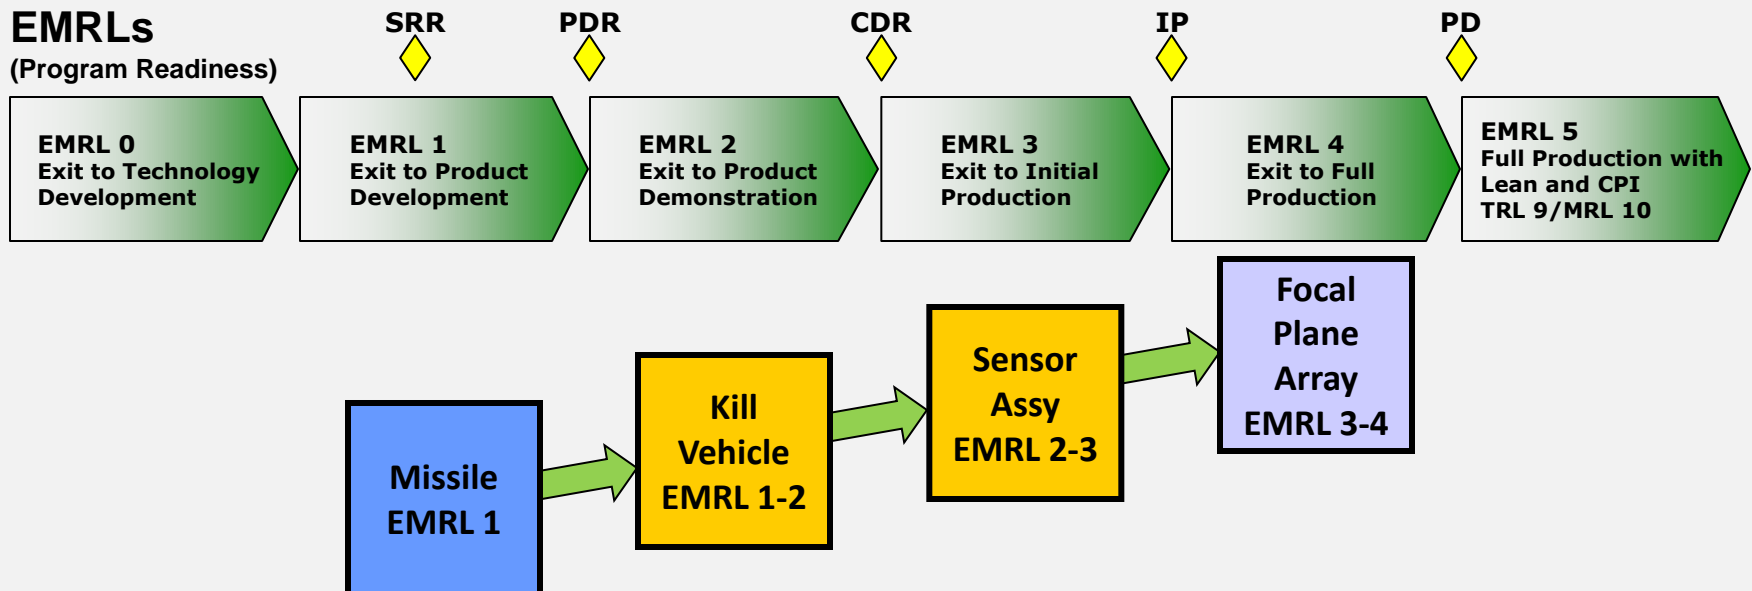 EMRLs
(Program Readiness)
SRR
PDR
CDR
IP
PD
EMRL 0
Exit to Technology
Development
EMRL 1
Exit to Product
Development
EMRL 2
Exit to Product
Demonstration
EMRL 3
Exit to Initial
Production
EMRL 4
Exit to Full
Production
EMRL 5
Full Production with
Lean and CPI
TRL 9/MRL 10
Missile
EMRL 1
Kill
Vehicle
EMRL 1-2
Sensor
Assy
EMRL 2-3
Focal
Plane
Array
EMRL 3-4